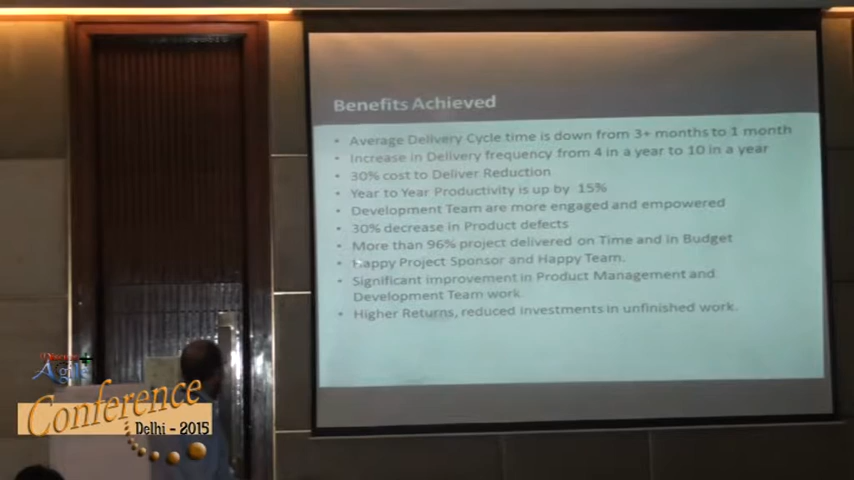 Benefits Achieved
• Average Delivery Cycle time is down from 3+ months to 1 month
• Increase in Delivery frequency from 4 in a year to 10 in a year
• 30% cost to Deliver Reduction
• Year to Year Productivity is up by 15%
• Development Team are more engaged and empowered
• 30% decrease in Product defects
• More than 96% project delivered on Time and in Budget
• Happy Project Sponsor and Happy Team.
• Significant improvement in Product Management and
Development Team work.
• Higher Returns, reduced Investments in unfinished work.
Agile
Conference
Delhi - 2015